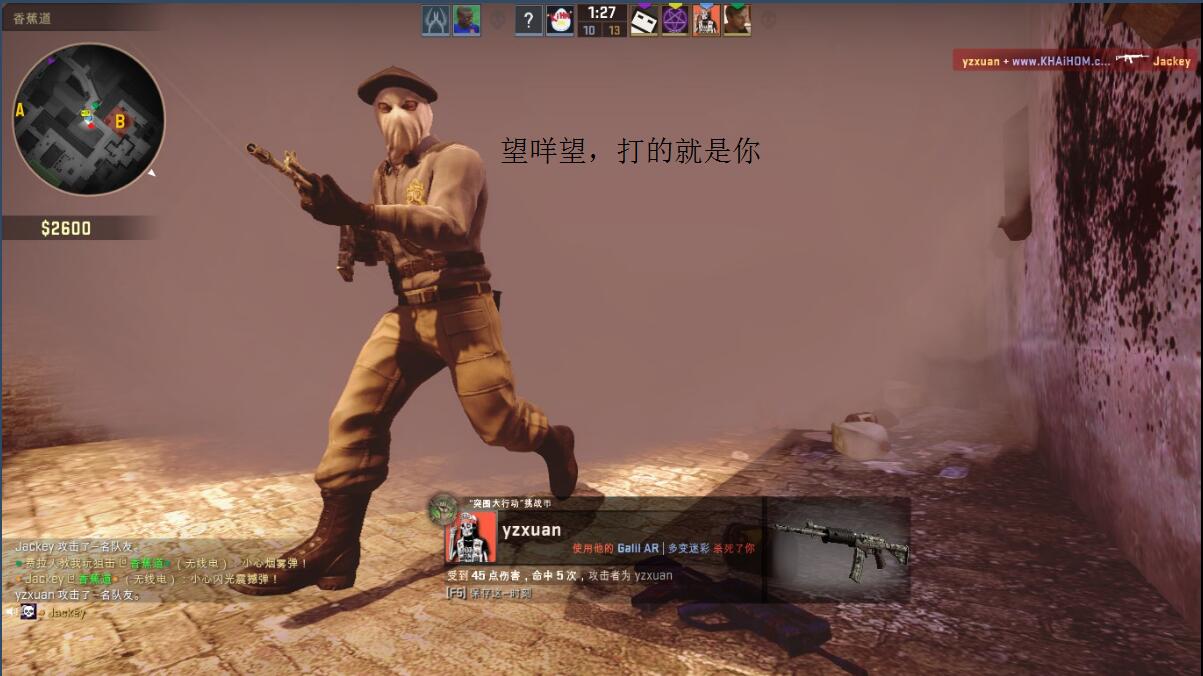 香蕉道
?
1:27
10 13
yzxuan + www.KHAiHOM.c... Jackey
A
B
$2600
望咩望，打的就是你
"突围大行动"挑战币
yzxuan
使用他的 Galil AR | 多变迷彩 杀死了你
受到 45 点伤害，命中 5 次，攻击者为 yzxuan
[F5] 保存这一时刻
Jackey 攻击了一名队友。
贲拉人教我玩狙击 @ 香蕉道 （无线电）：小心烟雾弹！
Jackey @ 香蕉道 （无线电）：小心闪光震撼弹！
yzxuan 攻击了一名队友。
Jackey